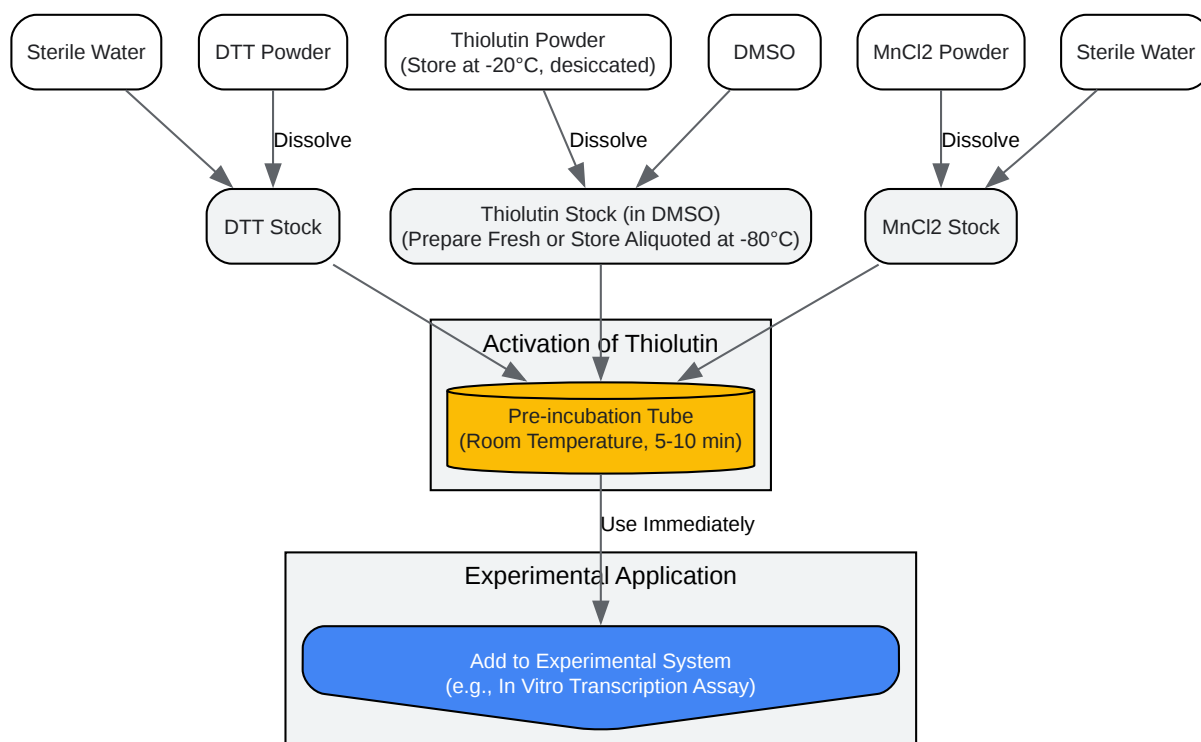 Sterile Water
DTT Powder
Thiolutin Powder
(Store at -20°C, desiccated)
DMSO
MnCl2 Powder
Sterile Water
Dissolve
Dissolve
Dissolve
DTT Stock
Thiolutin Stock (in DMSO)
(Prepare Fresh or Store Aliquoted at -80°C)
MnCl2 Stock
Activation of Thiolutin
Pre-incubation Tube
(Room Temperature, 5-10 min)
Use Immediately
Experimental Application
Add to Experimental System
(e.g., In Vitro Transcription Assay)